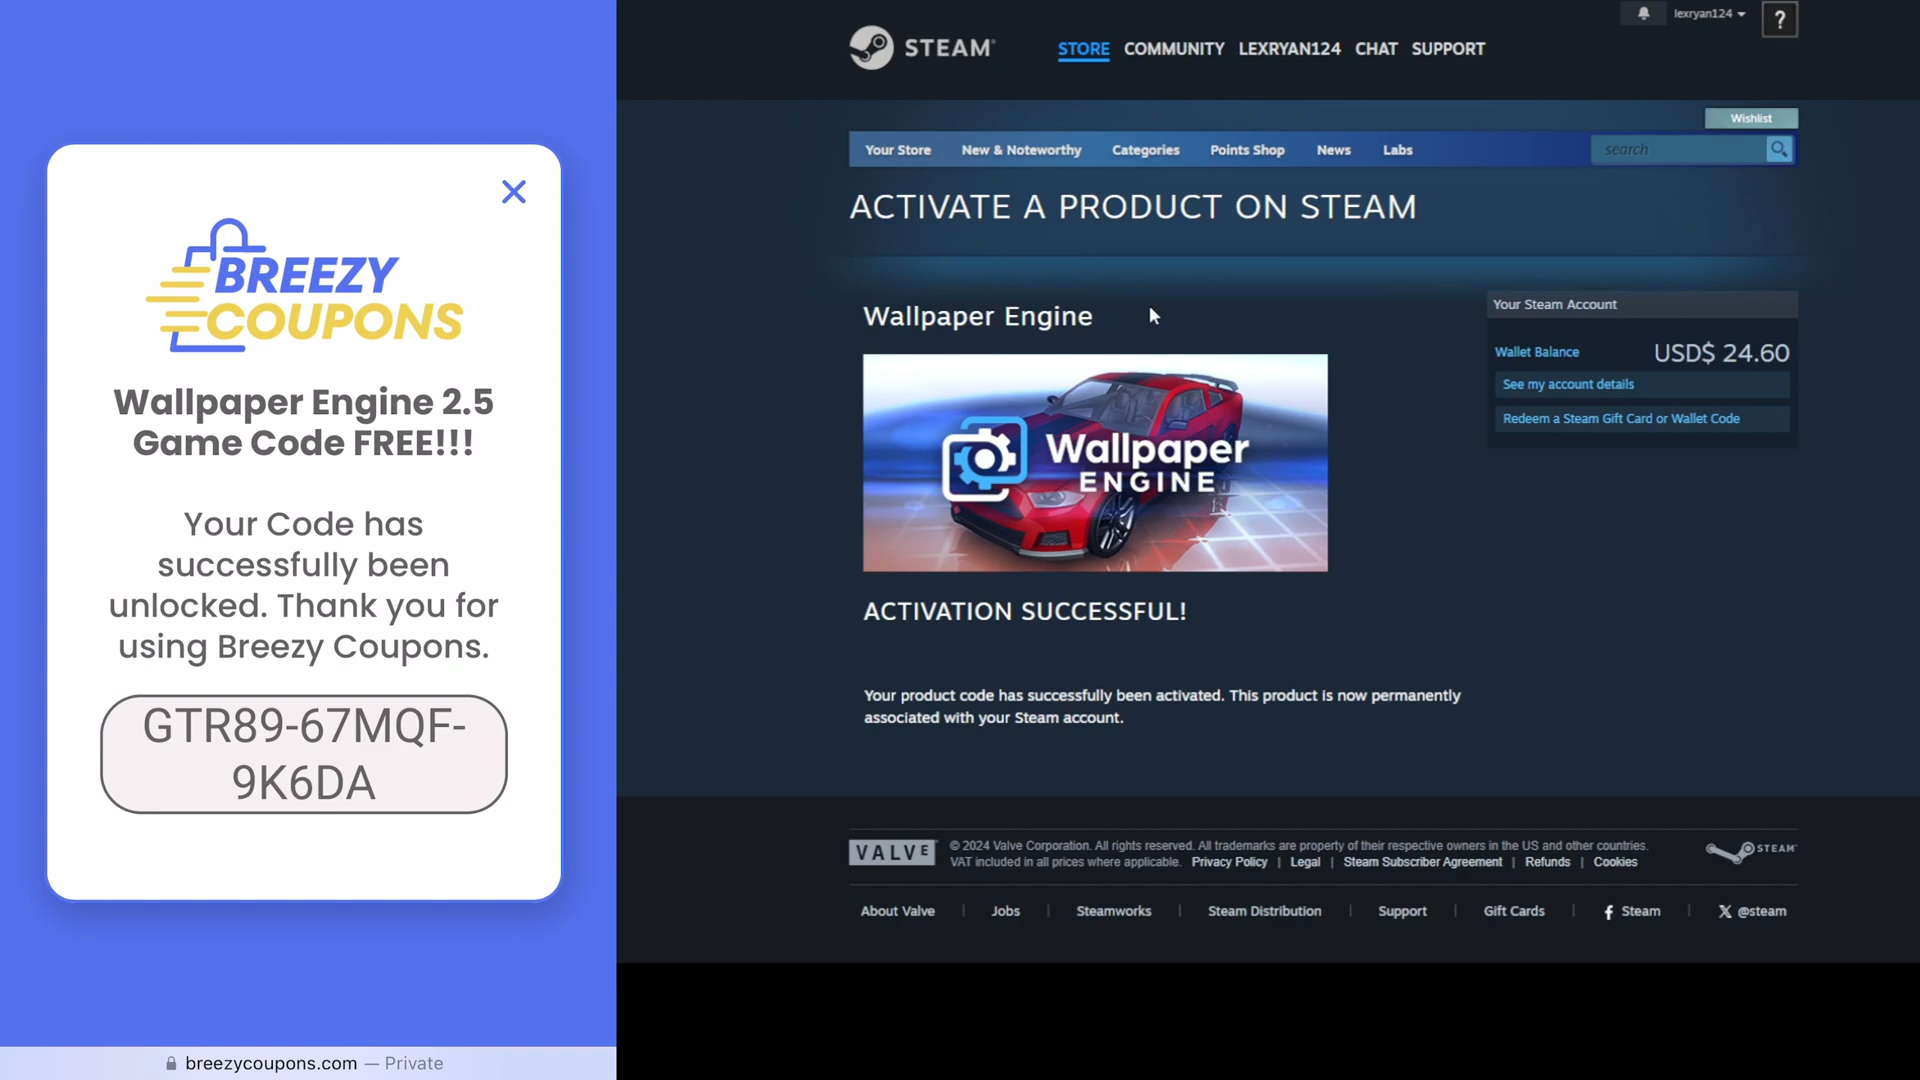 BREEZY
COUPONS
Wallpaper Engine 2.5
Game Code FREE!!!
Your Code has
successfully been
unlocked. Thank you for
using Breezy Coupons.
GTR89-67MQF-
9K6DA
breezycoupons.com — Private
lexryan124
?
STEAM®
STORE COMMUNITY LEXRYAN124 CHAT SUPPORT
Wishlist
Your Store New & Noteworthy Categories Points Shop News Labs search
ACTIVATE A PRODUCT ON STEAM
Wallpaper Engine
Wallpaper
ENGINE
ACTIVATION SUCCESSFUL!
Your product code has successfully been activated. This product is now permanently
associated with your Steam account.
Your Steam Account
Wallet Balance USD$ 24.60
See my account details
Redeem a Steam Gift Card or Wallet Code
VALVE
© 2024 Valve Corporation. All rights reserved. All trademarks are property of their respective owners in the US and other countries.
VAT included in all prices where applicable. Privacy Policy | Legal | Steam Subscriber Agreement | Refunds | Cookies
STEAM
About Valve | Jobs | Steamworks | Steam Distribution | Support | Gift Cards | Steam | @steam